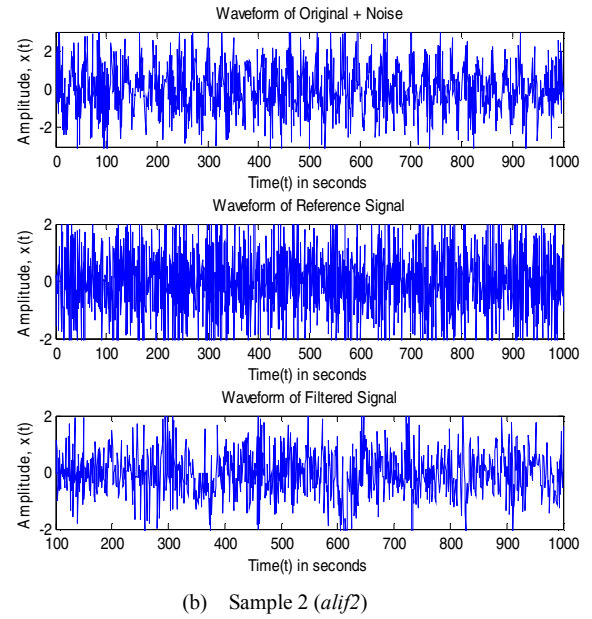 Waveform of Original + Noise
Amplitude, x(t)
2
0
-2
0 100 200 300 400 500 600 700 800 900 1000
Time(t) in seconds
Waveform of Reference Signal
Amplitude, x(t)
2
0
-2
0 100 200 300 400 500 600 700 800 900 1000
Time(t) in seconds
Waveform of Filtered Signal
Amplitude, x(t)
2
0
-2
100 200 300 400 500 600 700 800 900 1000
Time(t) in seconds
(b) Sample 2 (alif2)